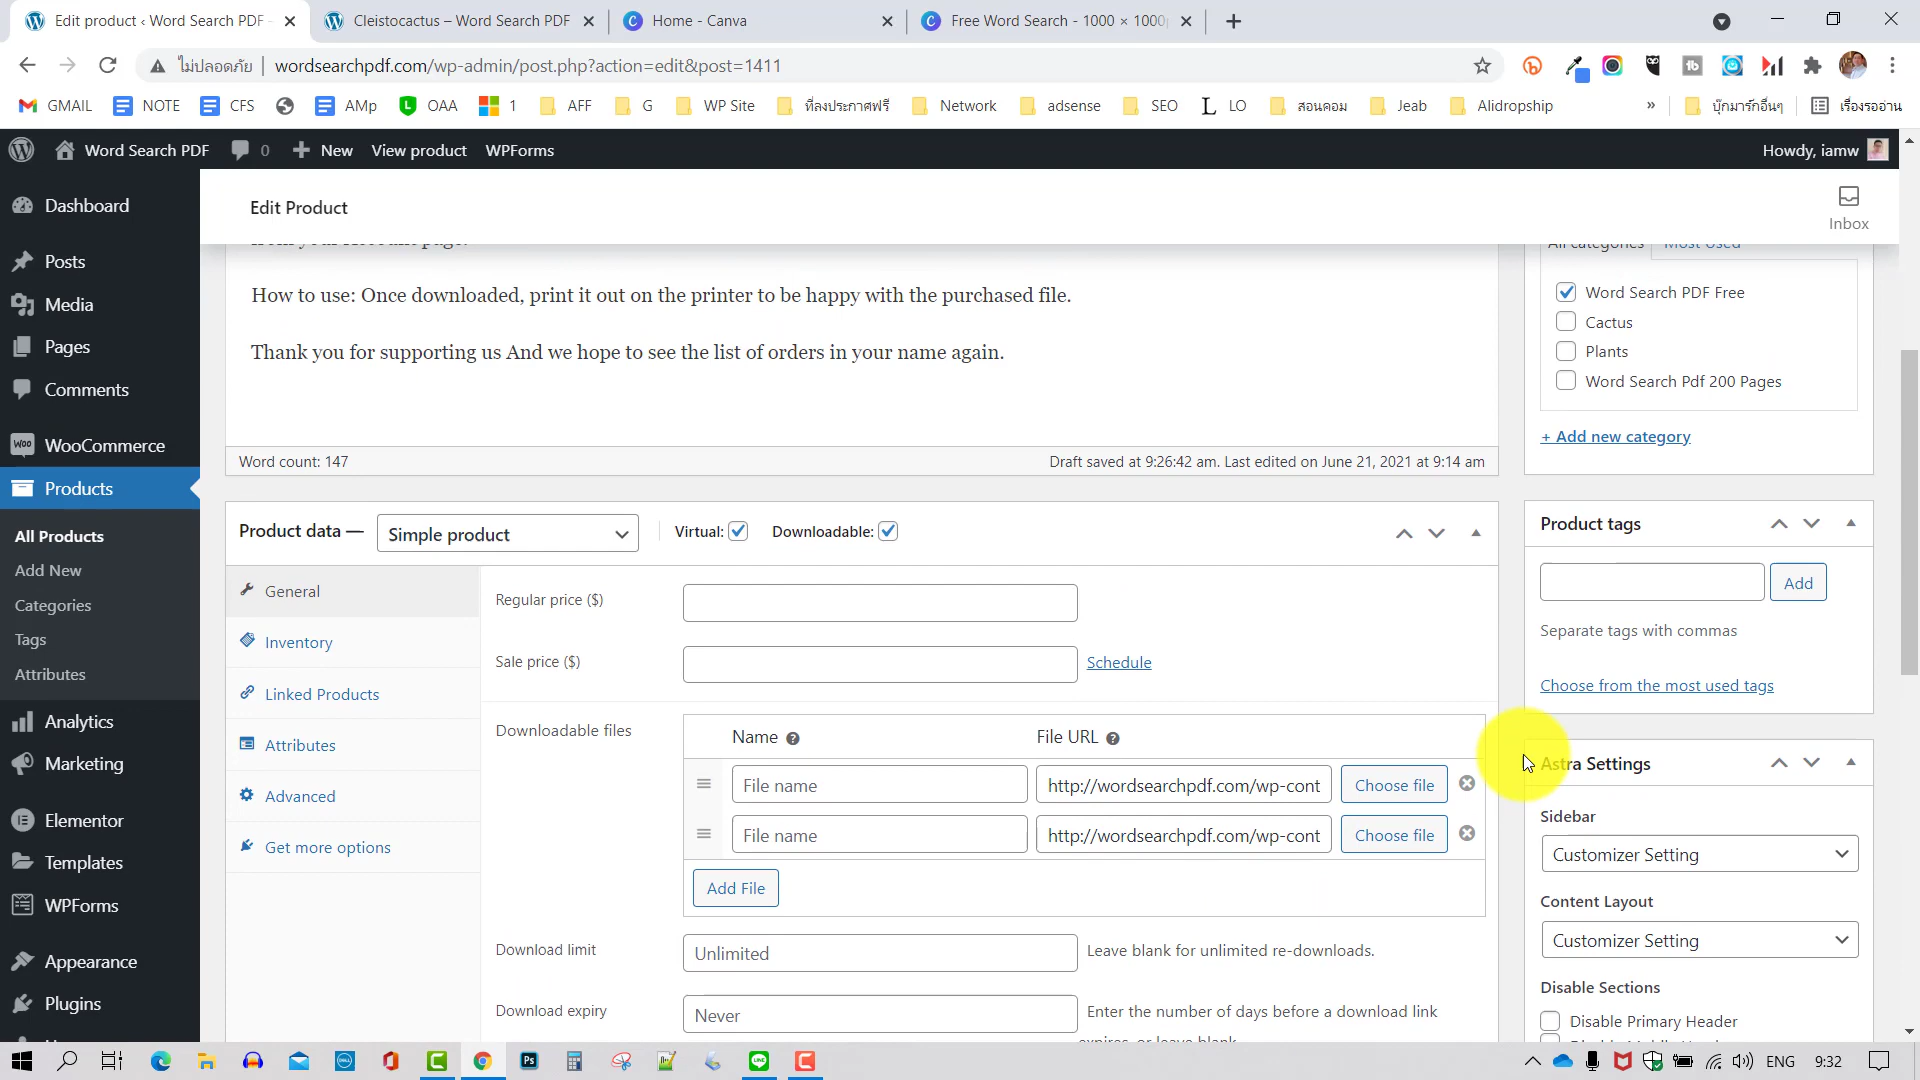 Edit product ‹ Word Search PDF -
Cleistocactus – Word Search PDF
Home - Canva
Free Word Search - 1000 × 1000
ไม่ปลอดภัย | wordsearchpdf.com/wp-admin/post.php?action=edit&post=1411
GMAIL NOTE CFS AMp OAA 1 AFF G WP Site ที่ลงประกาศฟรี Network adsense SEO LO สอนคอม Jeab Alidropship » บุ๊กมาร์กอื่นๆ เรื่องรออ่าน
Word Search PDF 0 New View product WPForms Howdy, iamw
Edit Product
Inbox
Dashboard
Posts
Media
Pages
Comments
WooCommerce
Products
All Products
Add New
Categories
Tags
Attributes
Analytics
Marketing
Elementor
Templates
WPForms
Appearance
Plugins
How to use: Once downloaded, print it out on the printer to be happy with the purchased file.
Thank you for supporting us And we hope to see the list of orders in your name again.
Word count: 147
Draft saved at 9:26:42 am. Last edited on June 21, 2021 at 9:14 am
Product data — Simple product Virtual: Downloadable:
General
Inventory
Linked Products
Attributes
Advanced
Get more options
Regular price ($)
Sale price ($) Schedule
Downloadable files
Name File URL
File name http://wordsearchpdf.com/wp-cont Choose file
File name http://wordsearchpdf.com/wp-cont Choose file
Add File
Download limit Unlimited Leave blank for unlimited re-downloads.
Download expiry Never Enter the number of days before a download link
expires, or leave blank.
All categories Most Used
Word Search PDF Free
Cactus
Plants
Word Search Pdf 200 Pages
+ Add new category
Product tags
Add
Separate tags with commas
Choose from the most used tags
Astra Settings
Sidebar
Customizer Setting
Content Layout
Customizer Setting
Disable Sections
Disable Primary Header
ENG 9:32